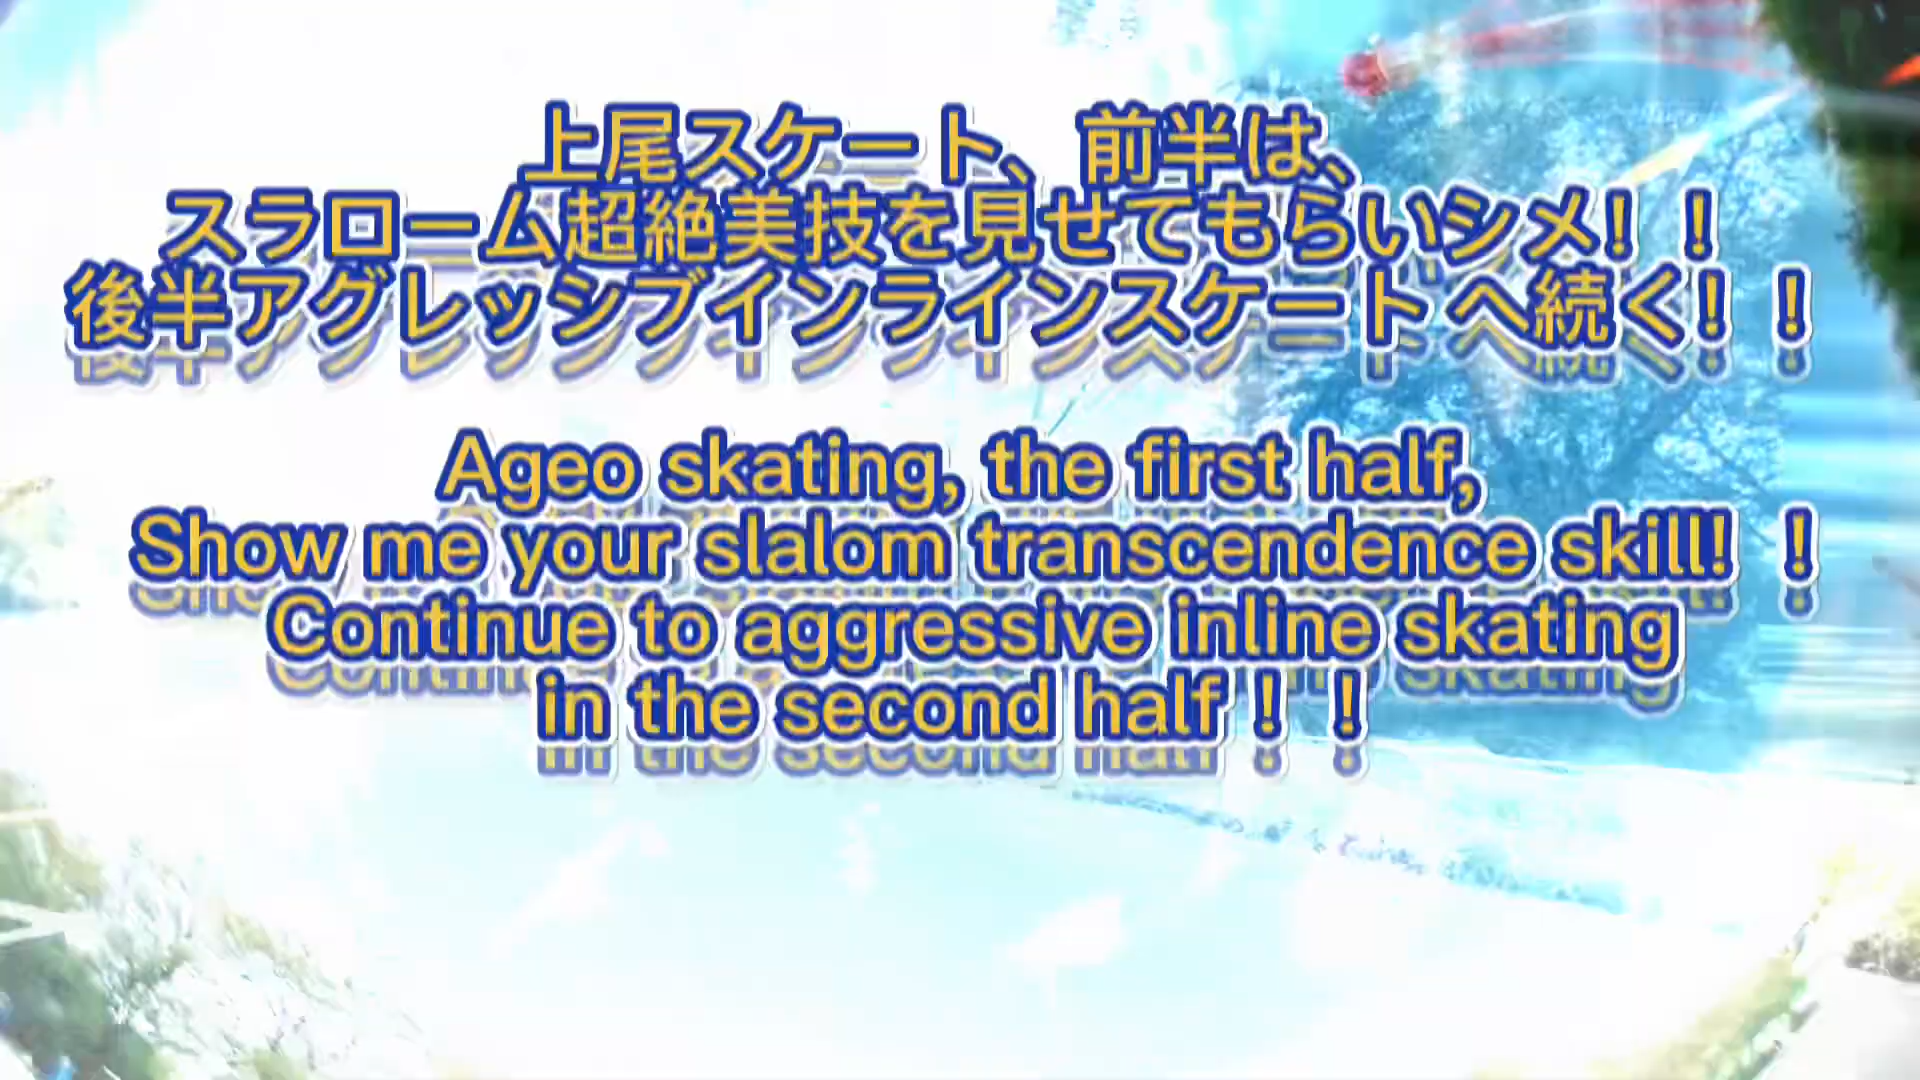 上尾スケート、前半は、
スラローム超絶美技を見せてもらいシメ！！
後半アグレッシブインラインスケート へ続く！！
Ageo skating, the first half,
Show me your slalom transcendence skill! ！
Continue to aggressive inline skating
in the second half！！